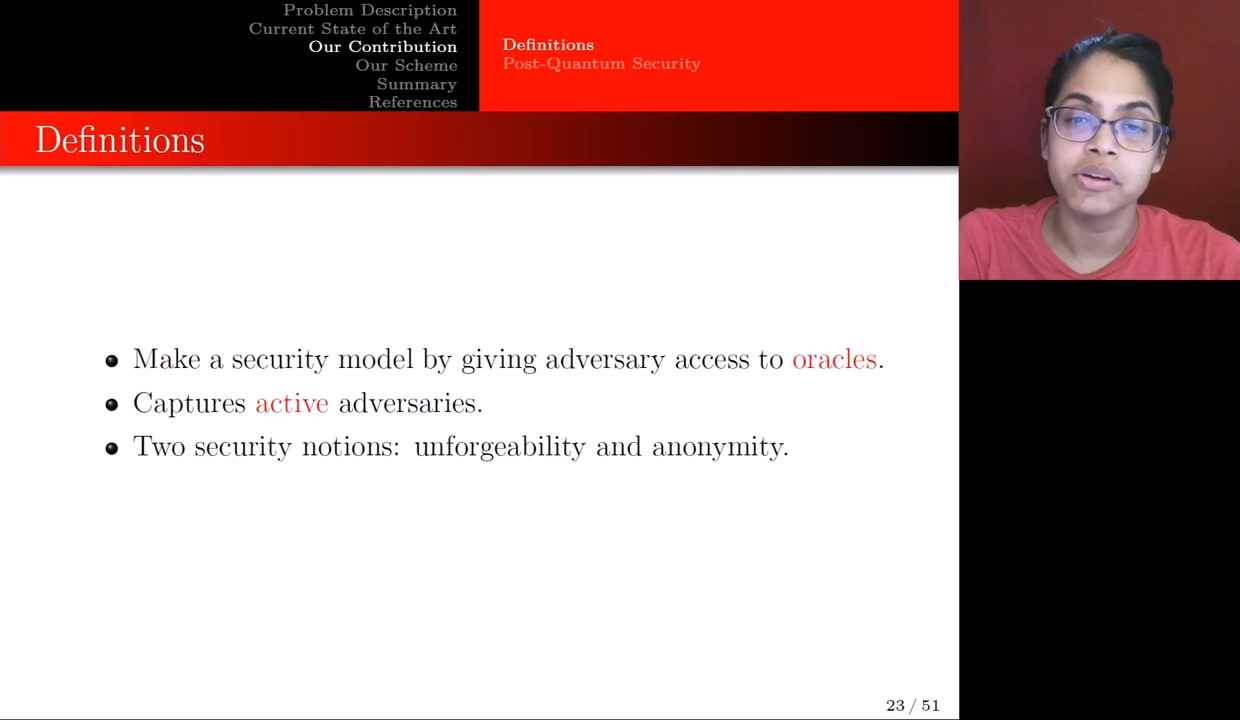 Problem Description
Current State of the Art
Our Contribution
Our Scheme
Summary
References
Definitions
Post-Quantum Security
Definitions
Make a security model by giving adversary access to oracles.
Captures active adversaries.
Two security notions: unforgeability and anonymity.
23 / 51